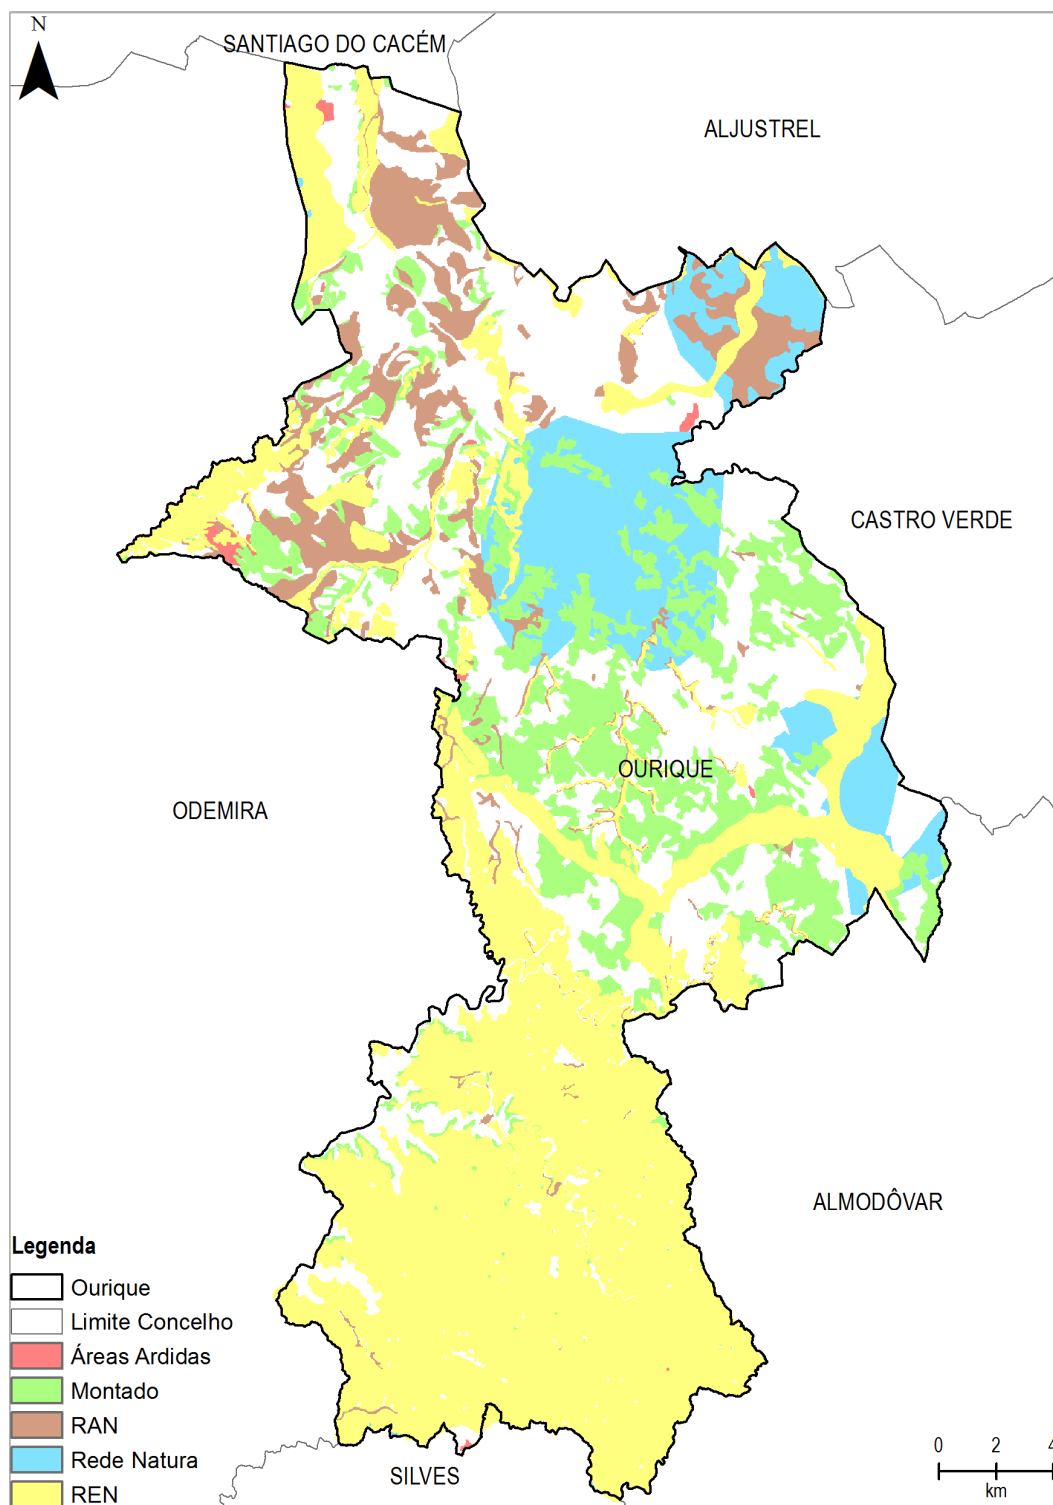 N
SANTIAGO DO CACÉM
ALJUSTREL
CASTRO VERDE
OURIQUE
ODEMIRA
ALMODÔVAR
Legenda
Ourique
Limite Concelho
Áreas Ardidas
Montado
RAN
Rede Natura
REN
SILVES
0 2 4
km